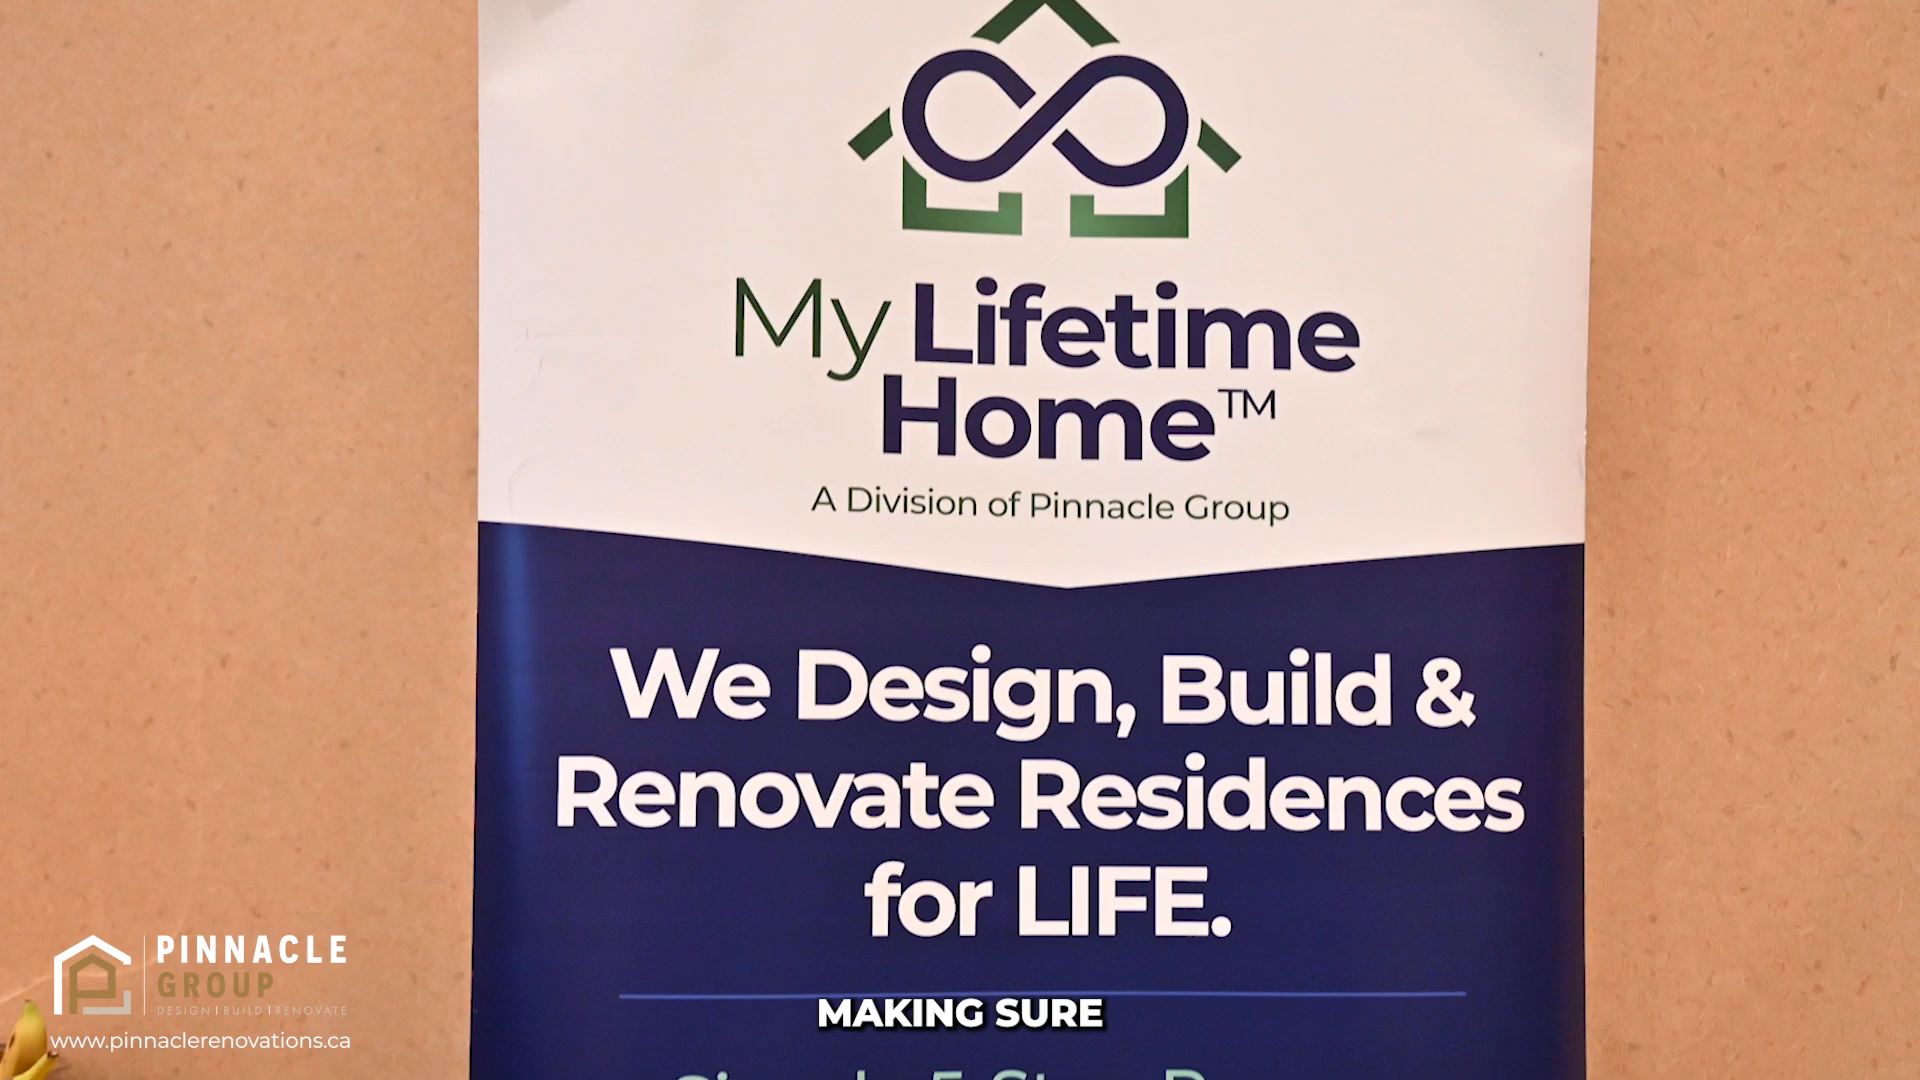 My Lifetime
Home™
A Division of Pinnacle Group
We Design, Build &
Renovate Residences
for LIFE.
MAKING SURE
PINNACLE
GROUP
DESIGN | BUILD | RENOVATE
www.pinnaclerenovations.ca